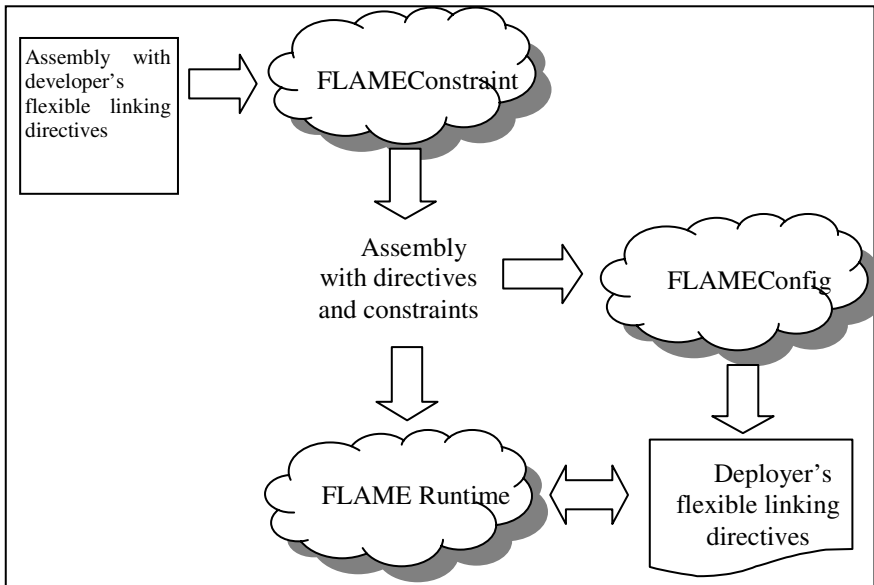 Assembly with
developer's
flexible linking
directives
FLAMEConstraint
Assembly
with directives
and constraints
FLAMEConfig
FLAME Runtime
Deployer's
flexible linking
directives